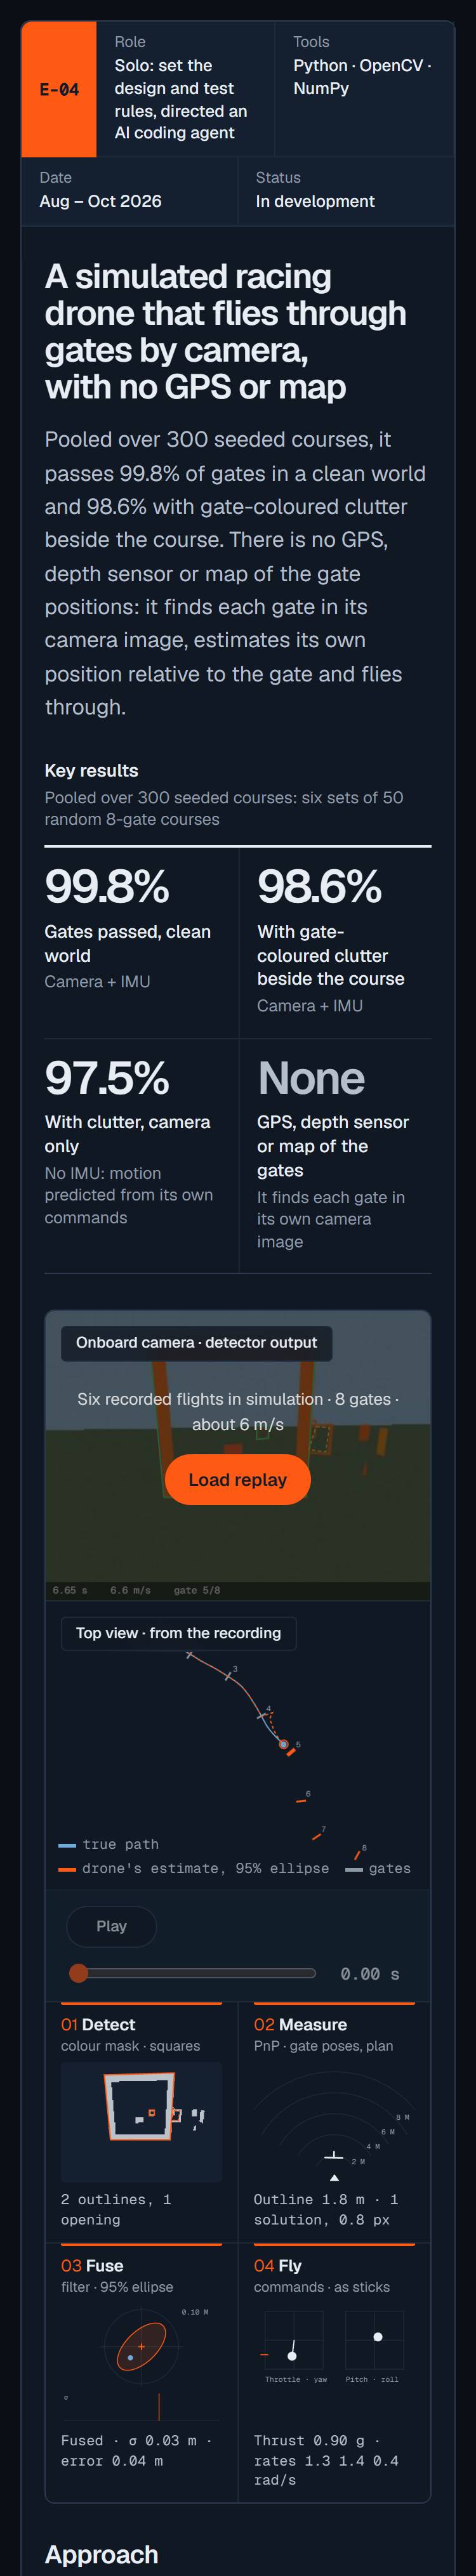 E-04
Role
Solo: set the
design and test
rules, directed an
AI coding agent
Tools
Python · OpenCV ·
NumPy
Date
Aug – Oct 2026
Status
In development
A simulated racing
drone that flies through
gates by camera,
with no GPS or map
Pooled over 300 seeded courses, it
passes 99.8% of gates in a clean world
and 98.6% with gate-coloured clutter
beside the course. There is no GPS,
depth sensor or map of the gate
positions: it finds each gate in its
camera image, estimates its own
position relative to the gate and flies
through.
Key results
Pooled over 300 seeded courses: six sets of 50
random 8-gate courses
99.8%
Gates passed, clean
world
Camera + IMU
98.6%
With gate-
coloured clutter
beside the course
Camera + IMU
97.5%
With clutter, camera
only
No IMU: motion
predicted from its own
commands
None
GPS, depth sensor
or map of the
gates
It finds each gate in
its own camera
image
Onboard camera · detector output
Six recorded flights in simulation · 8 gates ·
about 6 m/s
Load replay
6.65 s 6.6 m/s gate 5/8
Top view · from the recording
3
4
5
6
7
8
true path
drone's estimate, 95% ellipse gates
Play
0.00 s
01 Detect
colour mask · squares
2 outlines, 1
opening
02 Measure
PnP · gate poses, plan
8 M
6 M
4 M
2 M
Outline 1.8 m · 1
solution, 0.8 px
03 Fuse
filter · 95% ellipse
0.10 M
σ
Fused · σ 0.03 m ·
error 0.04 m
04 Fly
commands · as sticks
Throttle · yaw Pitch · roll
Thrust 0.90 g ·
rates 1.3 1.4 0.4
rad/s
Approach